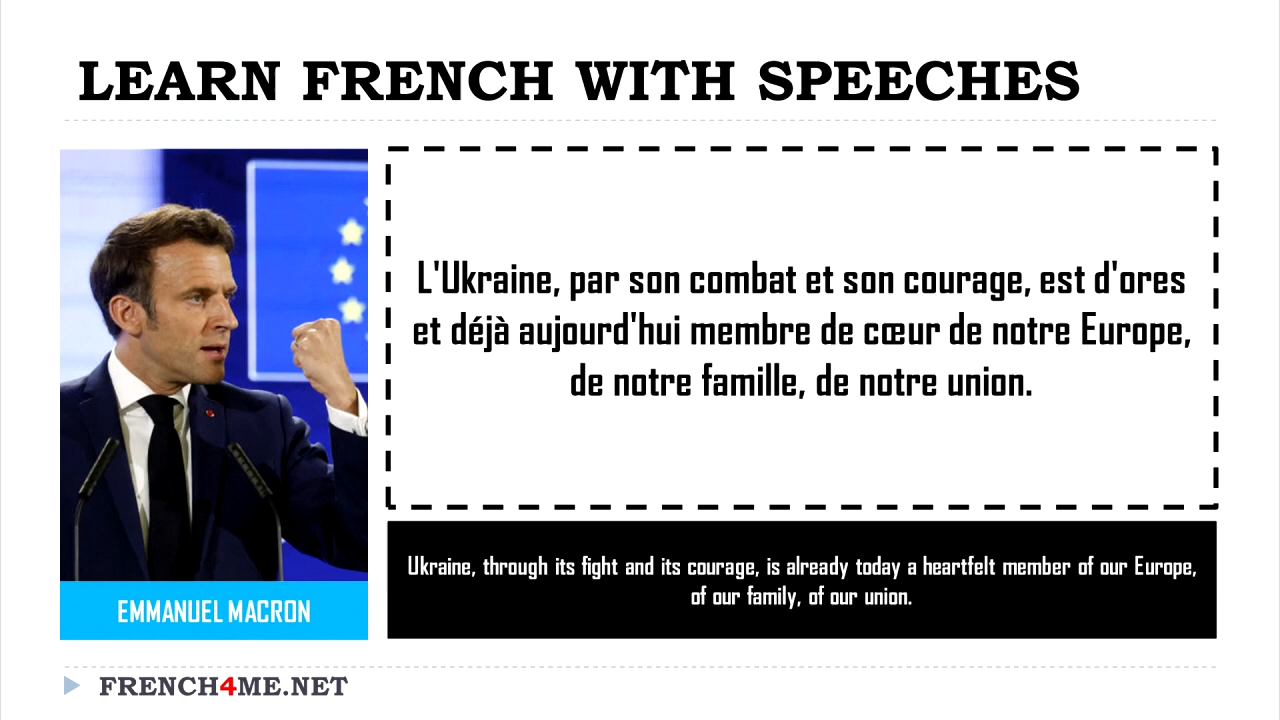 LEARN FRENCH WITH SPEECHES
L'Ukraine, par son combat et son courage, est d'ores
et déjà aujourd'hui membre de cœur de notre Europe,
de notre famille, de notre union.
Ukraine, through its fight and its courage, is already today a heartfelt member of our Europe,
of our family, of our union.
EMMANUEL MACRON
FRENCH4ME.NET